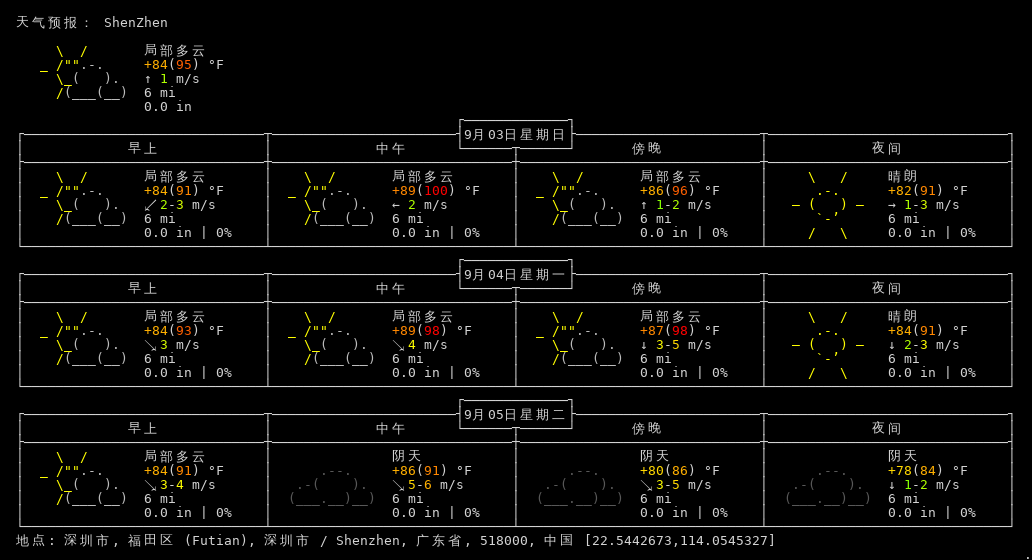 天气预报： ShenZhen
局部多云
+84(95) °F
↑ 1 m/s
6 mi
0.0 in
9月03日星期日
早上 中午 傍晚 夜间
局部多云 局部多云 局部多云 晴朗
+84(91) °F +89(100) °F +86(96) °F +82(91) °F
↙ 2-3 m/s ← 2 m/s ↑ 1-2 m/s → 1-3 m/s
6 mi 6 mi 6 mi 6 mi
0.0 in | 0% 0.0 in | 0% 0.0 in | 0% 0.0 in | 0%
9月04日星期一
早上 中午 傍晚 夜间
局部多云 局部多云 局部多云 晴朗
+84(93) °F +89(98) °F +87(98) °F +84(91) °F
↘ 3 m/s ↘ 4 m/s ↓ 3-5 m/s ↓ 2-3 m/s
6 mi 6 mi 6 mi 6 mi
0.0 in | 0% 0.0 in | 0% 0.0 in | 0% 0.0 in | 0%
9月05日星期二
早上 中午 傍晚 夜间
局部多云 阴天 阴天 阴天
+84(91) °F +86(91) °F +80(86) °F +78(84) °F
↘ 3-4 m/s ↘ 5-6 m/s ↘ 3-5 m/s ↓ 1-2 m/s
6 mi 6 mi 6 mi 6 mi
0.0 in | 0% 0.0 in | 0% 0.0 in | 0% 0.0 in | 0%
地点: 深圳市, 福田区 (Futian), 深圳市 / Shenzhen, 广东省, 518000, 中国 [22.5442673,114.0545327]